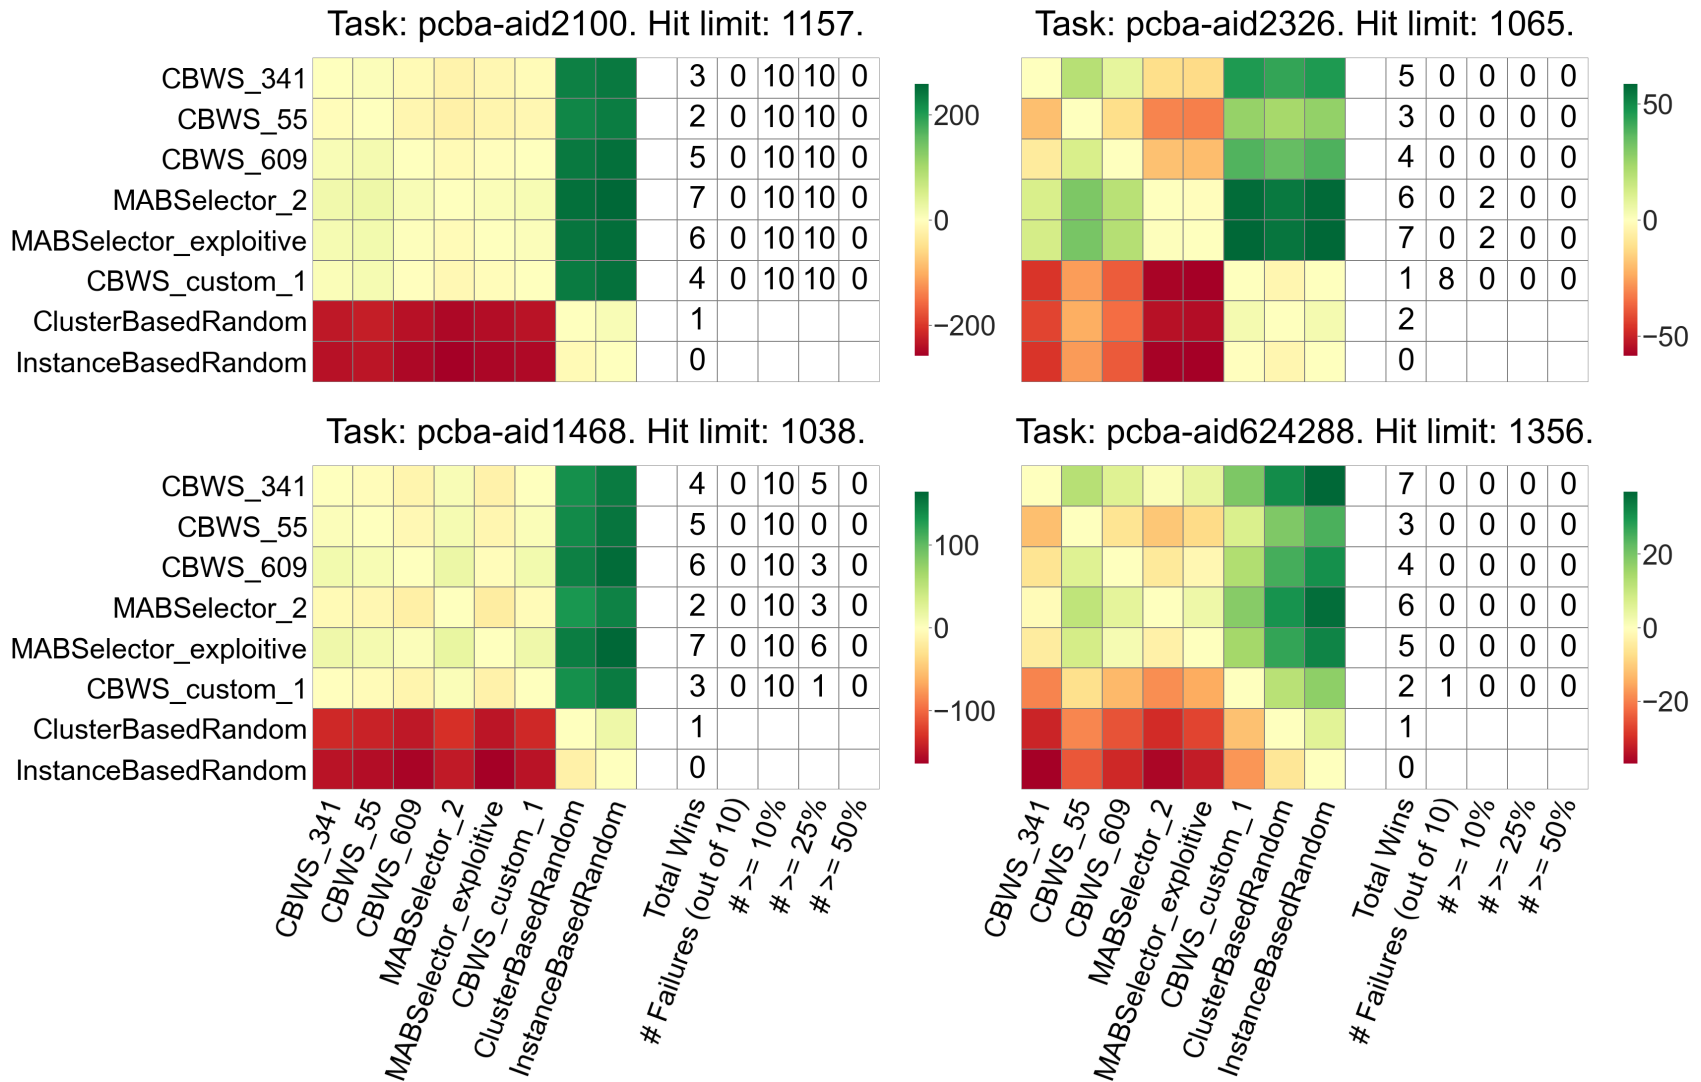 Task: pcba-aid2100. Hit limit: 1157.
CBWS_341 3 0 10 10 0
CBWS_55 2 0 10 10 0
CBWS_609 5 0 10 10 0
MABSelector_2 7 0 10 10 0
MABSelector_exploitive 6 0 10 10 0
CBWS_custom_1 4 0 10 10 0
ClusterBasedRandom 1
InstanceBasedRandom 0
200
0
−200
Task: pcba-aid2326. Hit limit: 1065.
5 0 0 0 0
3 0 0 0 0
4 0 0 0 0
6 0 2 0 0
7 0 2 0 0
1 8 0 0 0
2
0
50
0
−50
Task: pcba-aid1468. Hit limit: 1038.
CBWS_341 4 0 10 5 0
CBWS_55 5 0 10 0 0
CBWS_609 6 0 10 3 0
MABSelector_2 2 0 10 3 0
MABSelector_exploitive 7 0 10 6 0
CBWS_custom_1 3 0 10 1 0
ClusterBasedRandom 1
InstanceBasedRandom 0
100
0
−100
CBWS_341
CBWS_55
CBWS_609
MABSelector_2
MABSelector_exploitive
CBWS_custom_1
ClusterBasedRandom
InstanceBasedRandom
Total Wins
# Failures (out of 10)
# >= 10%
# >= 25%
# >= 50%
Task: pcba-aid624288. Hit limit: 1356.
7 0 0 0 0
3 0 0 0 0
4 0 0 0 0
6 0 0 0 0
5 0 0 0 0
2 1 0 0 0
1
0
20
0
−20
CBWS_341
CBWS_55
CBWS_609
MABSelector_2
MABSelector_exploitive
CBWS_custom_1
ClusterBasedRandom
InstanceBasedRandom
Total Wins
# Failures (out of 10)
# >= 10%
# >= 25%
# >= 50%